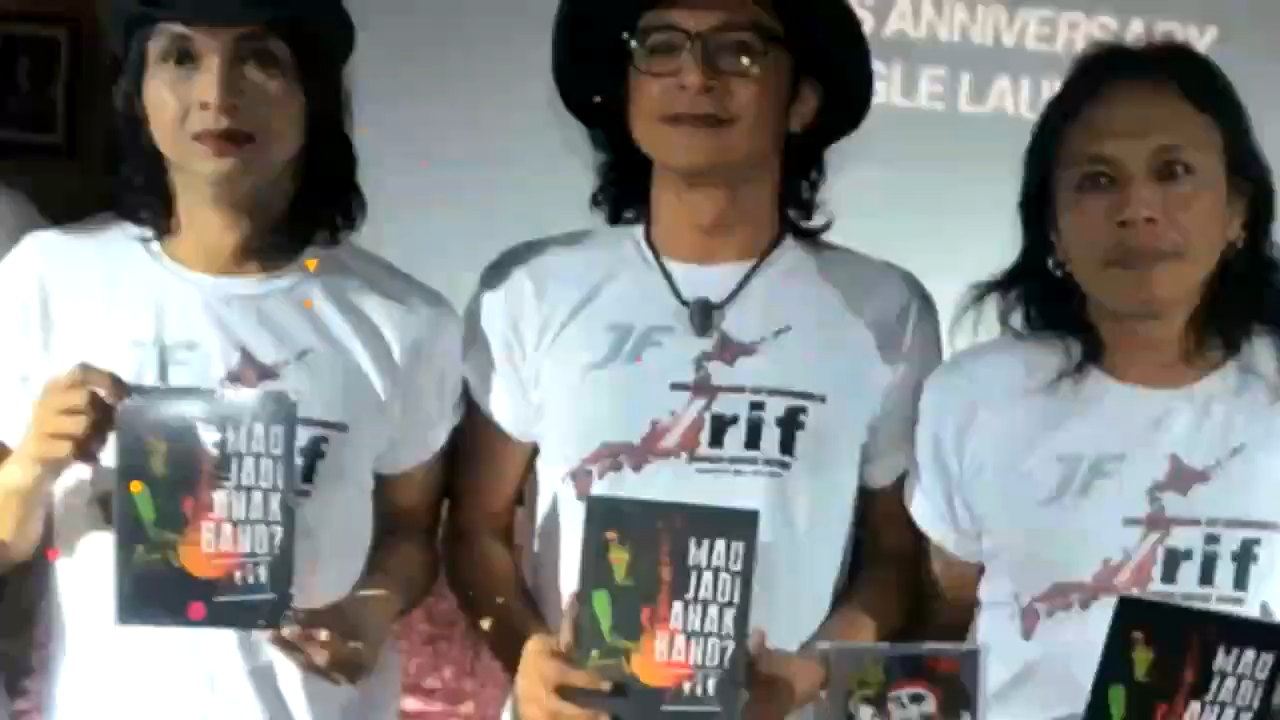 S ANNIVERSARY
GLE LAU
JF
f
MAU
JADI
ANAK
BAND?
JF
/rif
MAU
JADI
ANAK
BAND?
/rif
JF
/rif
MAU
JADI
ANAK